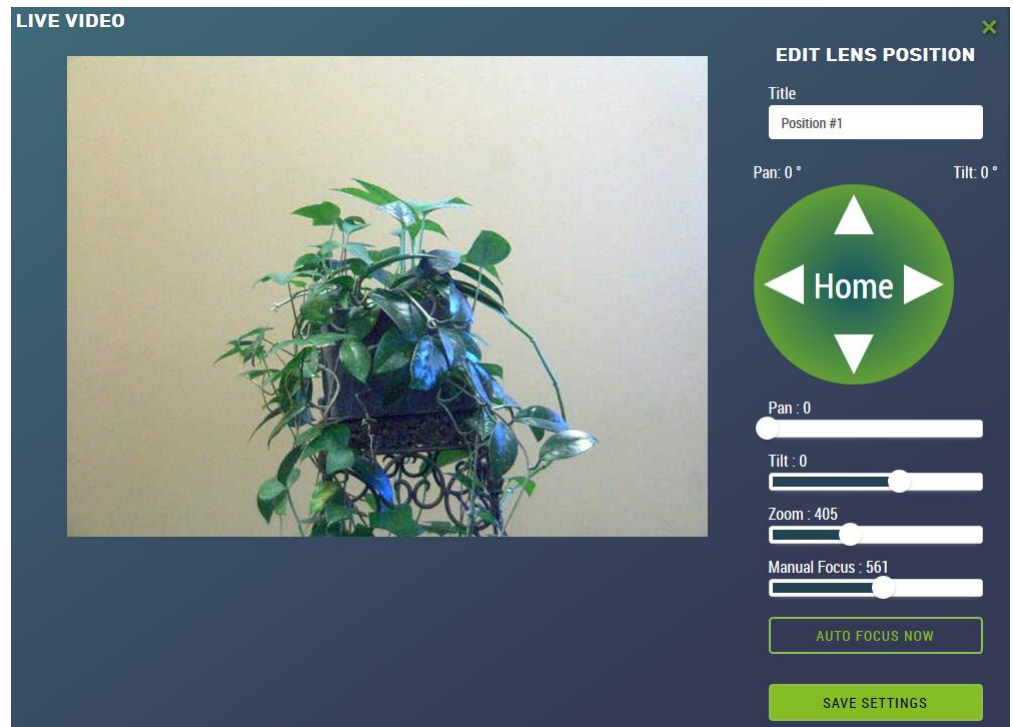 LIVE VIDEO
EDIT LENS POSITION
Title
Position #1
Pan: 0 °
Tilt: 0 °
Home
Pan : 0
Tilt : 0
Zoom : 405
Manual Focus : 561
AUTO FOCUS NOW
SAVE SETTINGS